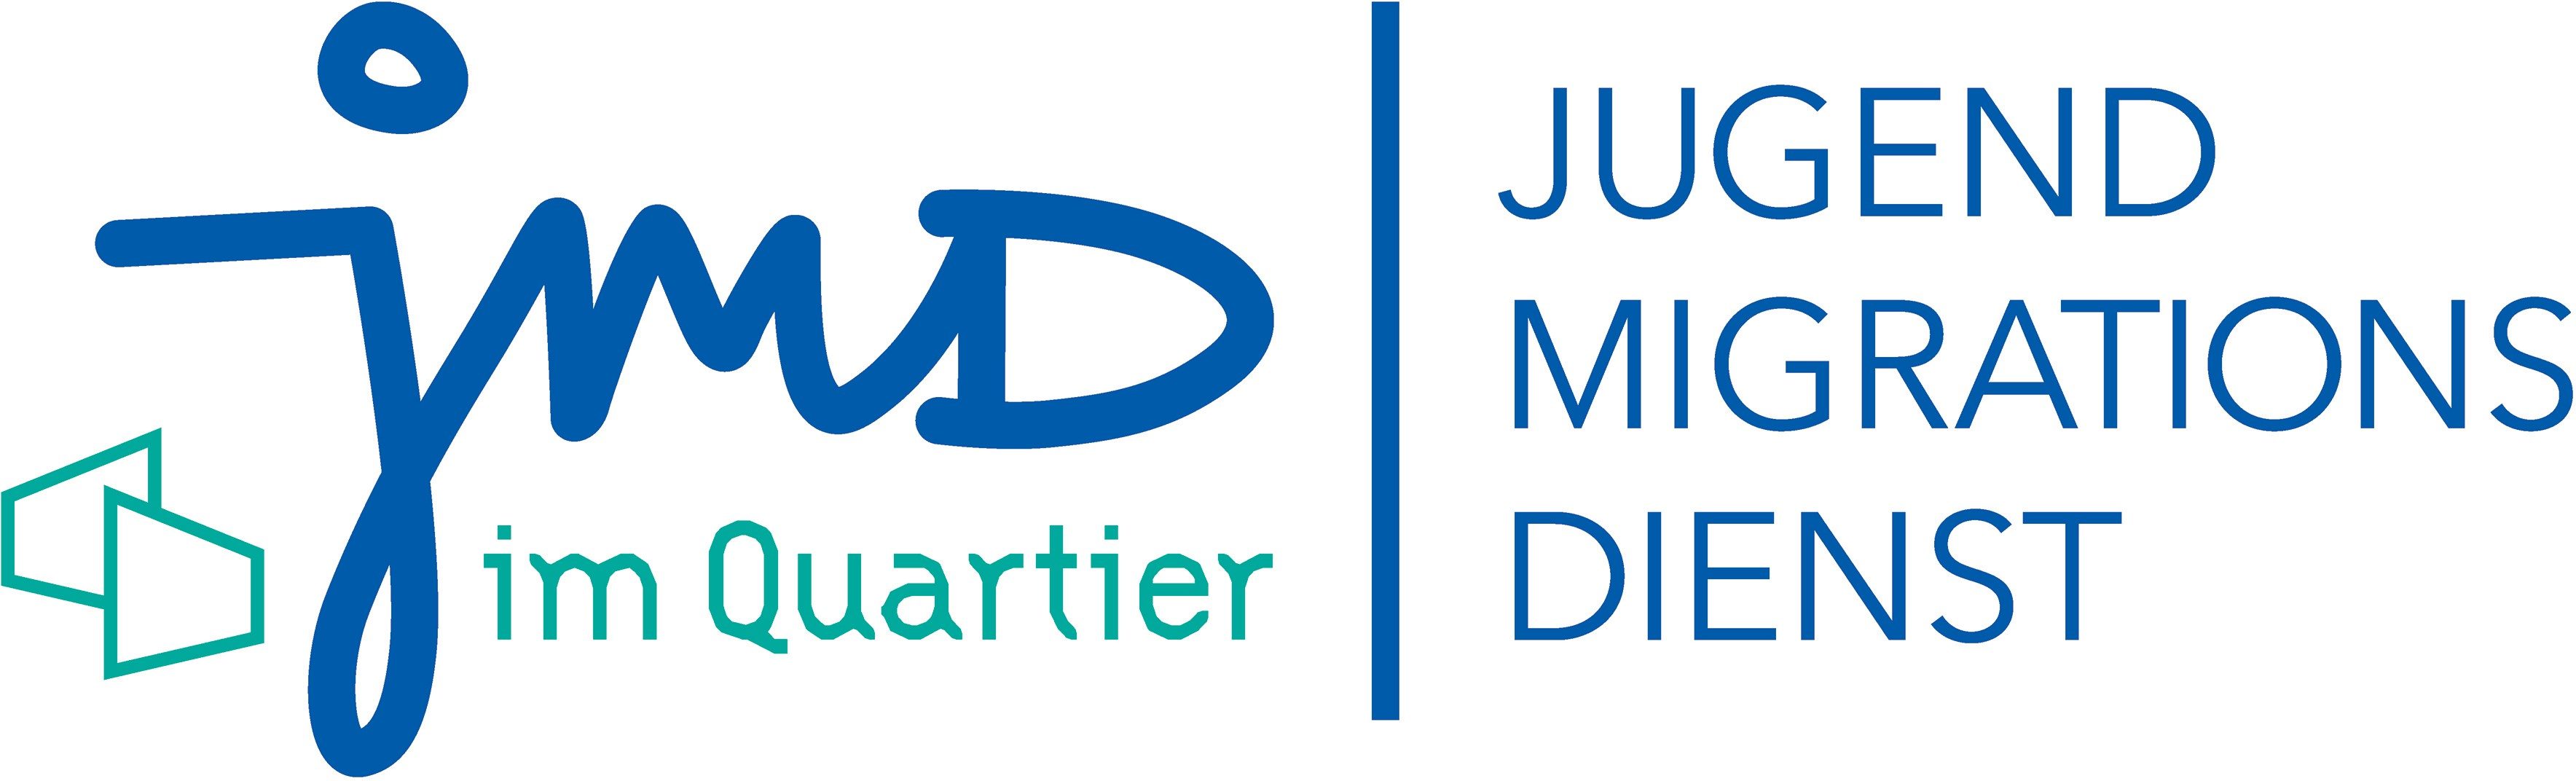 jmD
im Quartier
JUGEND
MIGRATIONS
DIENST